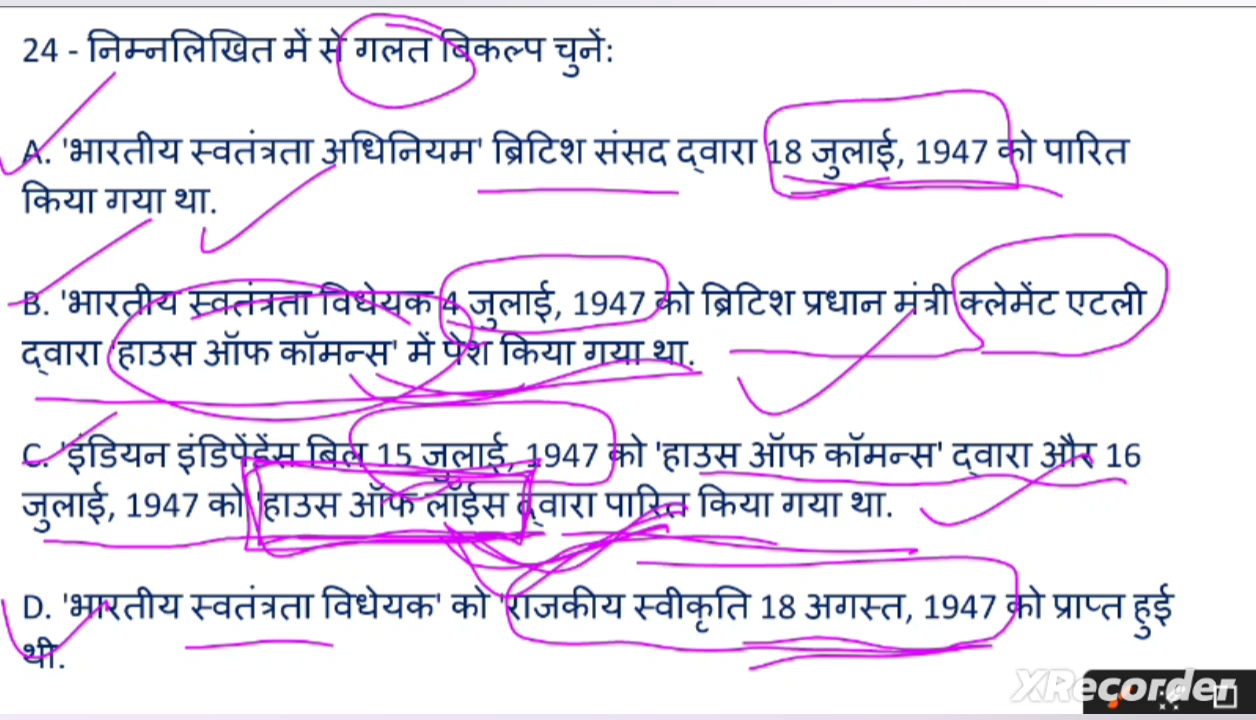 24 - निम्नलिखित में से गलत विकल्प चुनें:
A. 'भारतीय स्वतंत्रता अधिनियम' ब्रिटिश संसद द्वारा 18 जुलाई, 1947 को पारित
किया गया था.
B. 'भारतीय स्वतंत्रता विधेयक 4 जुलाई, 1947 को ब्रिटिश प्रधान मंत्री क्लेमेंट एटली
द्वारा 'हाउस ऑफ कॉमन्स' में पेश किया गया था.
C. 'इंडियन इंडिपेंडेंस बिल 15 जुलाई, 1947 को 'हाउस ऑफ कॉमन्स' द्वारा और 16
जुलाई, 1947 को 'हाउस ऑफ लॉर्ड्स द्वारा पारित किया गया था.
D. 'भारतीय स्वतंत्रता विधेयक' को 'राजकीय स्वीकृति 18 अगस्त, 1947 को प्राप्त हुई
थी.
XRecorder